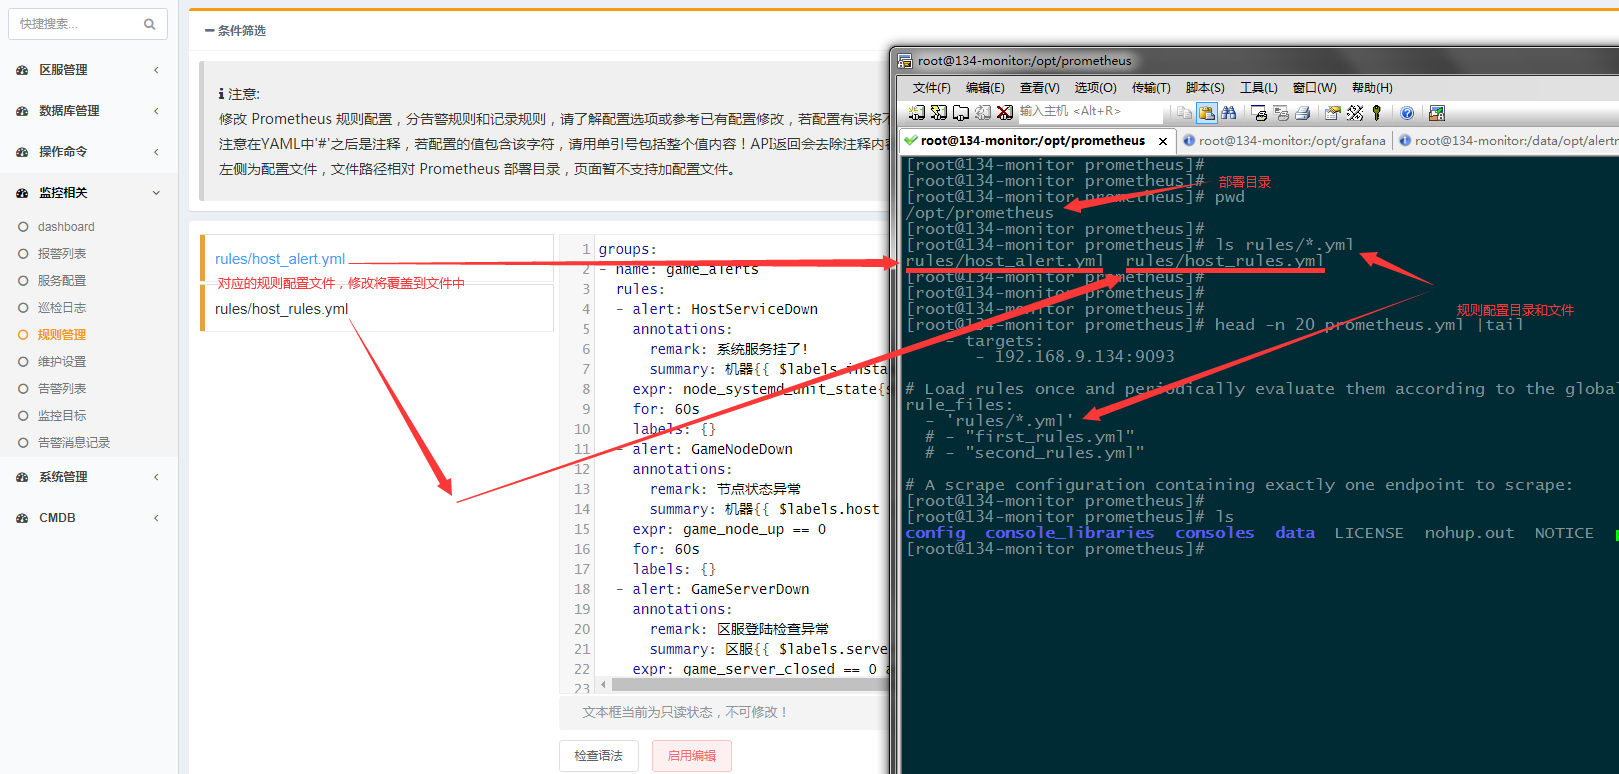 快捷搜索...
区服管理
数据库管理
操作命令
监控相关
dashboard
报警列表
服务配置
巡检日志
规则管理
维护设置
告警列表
监控目标
告警消息记录
系统管理
CMDB
条件筛选
注意:
修改 Prometheus 规则配置，分告警规则和记录规则，请了解配置选项或参考已有配置修改，若配置有误将不
注意在YAML中'#'之后是注释，若配置的值包含该字符，请用单引号包括整个值内容！API返回会去除注释内容
左侧为配置文件，文件路径相对 Prometheus 部署目录，页面暂不支持加配置文件。
rules/host_alert.yml
对应的规则配置文件，修改将覆盖到文件中
rules/host_rules.yml
1 groups:
2 - name: game_alerts
3 rules:
4 - alert: HostServiceDown
5 annotations:
6 remark: 系统服务挂了!
7 summary: 机器{{ $labels.insta
8 expr: node_systemd_unit_state{s
9 for: 60s
10 labels: {}
11 - alert: GameNodeDown
12 annotations:
13 remark: 节点状态异常
14 summary: 机器{{ $labels.host
15 expr: game_node_up == 0
16 for: 60s
17 labels: {}
18 - alert: GameServerDown
19 annotations:
20 remark: 区服登陆检查异常
21 summary: 区服{{ $labels.serve
22 expr: game_server_closed == 0 a
23
文本框当前为只读状态，不可修改！
检查语法
启用编辑
root@134-monitor:/opt/prometheus
文件(F) 编辑(E) 查看(V) 选项(O) 传输(T) 脚本(S) 工具(L) 窗口(W) 帮助(H)
输入主机 <Alt+R>
root@134-monitor:/opt/prometheus × root@134-monitor:/opt/grafana root@134-monitor:/data/opt/alertm
[root@134-monitor prometheus]#
[root@134-monitor prometheus]#
部署目录
[root@134-monitor prometheus]# pwd
/opt/prometheus
[root@134-monitor prometheus]#
[root@134-monitor prometheus]# ls rules/*.yml
rules/host_alert.yml rules/host_rules.yml
[root@134-monitor prometheus]#
[root@134-monitor prometheus]#
[root@134-monitor prometheus]#
规则配置目录和文件
[root@134-monitor prometheus]# head -n 20 prometheus.yml |tail
- targets:
- 192.168.9.134:9093
# Load rules once and periodically evaluate them according to the global
rule_files:
- 'rules/*.yml'
# - "first_rules.yml"
# - "second_rules.yml"
# A scrape configuration containing exactly one endpoint to scrape:
[root@134-monitor prometheus]#
[root@134-monitor prometheus]# ls
config console_libraries consoles data LICENSE nohup.out NOTICE
[root@134-monitor prometheus]#